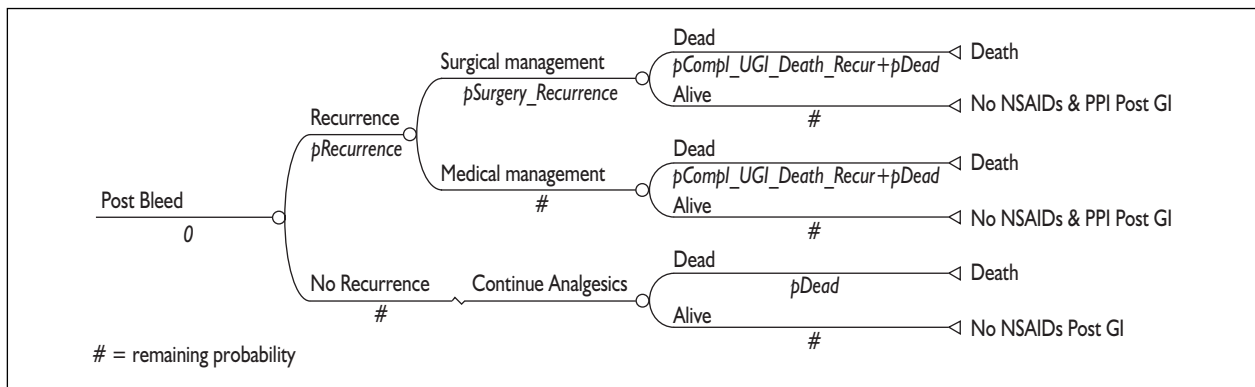 Dead
Death
pCompl_UGI_Death_Recur+pDead
Surgical management
pSurgery_Recurrence
Alive
No NSAIDs & PPI Post GI
#
Recurrence
pRecurrence
Dead
Death
pCompl_UGI_Death_Recur+pDead
Medical management
#
Alive
No NSAIDs & PPI Post GI
#
Post Bleed
0
Dead
Death
pDead
No Recurrence
#
Continue Analgesics
Alive
No NSAIDs Post GI
#
# = remaining probability